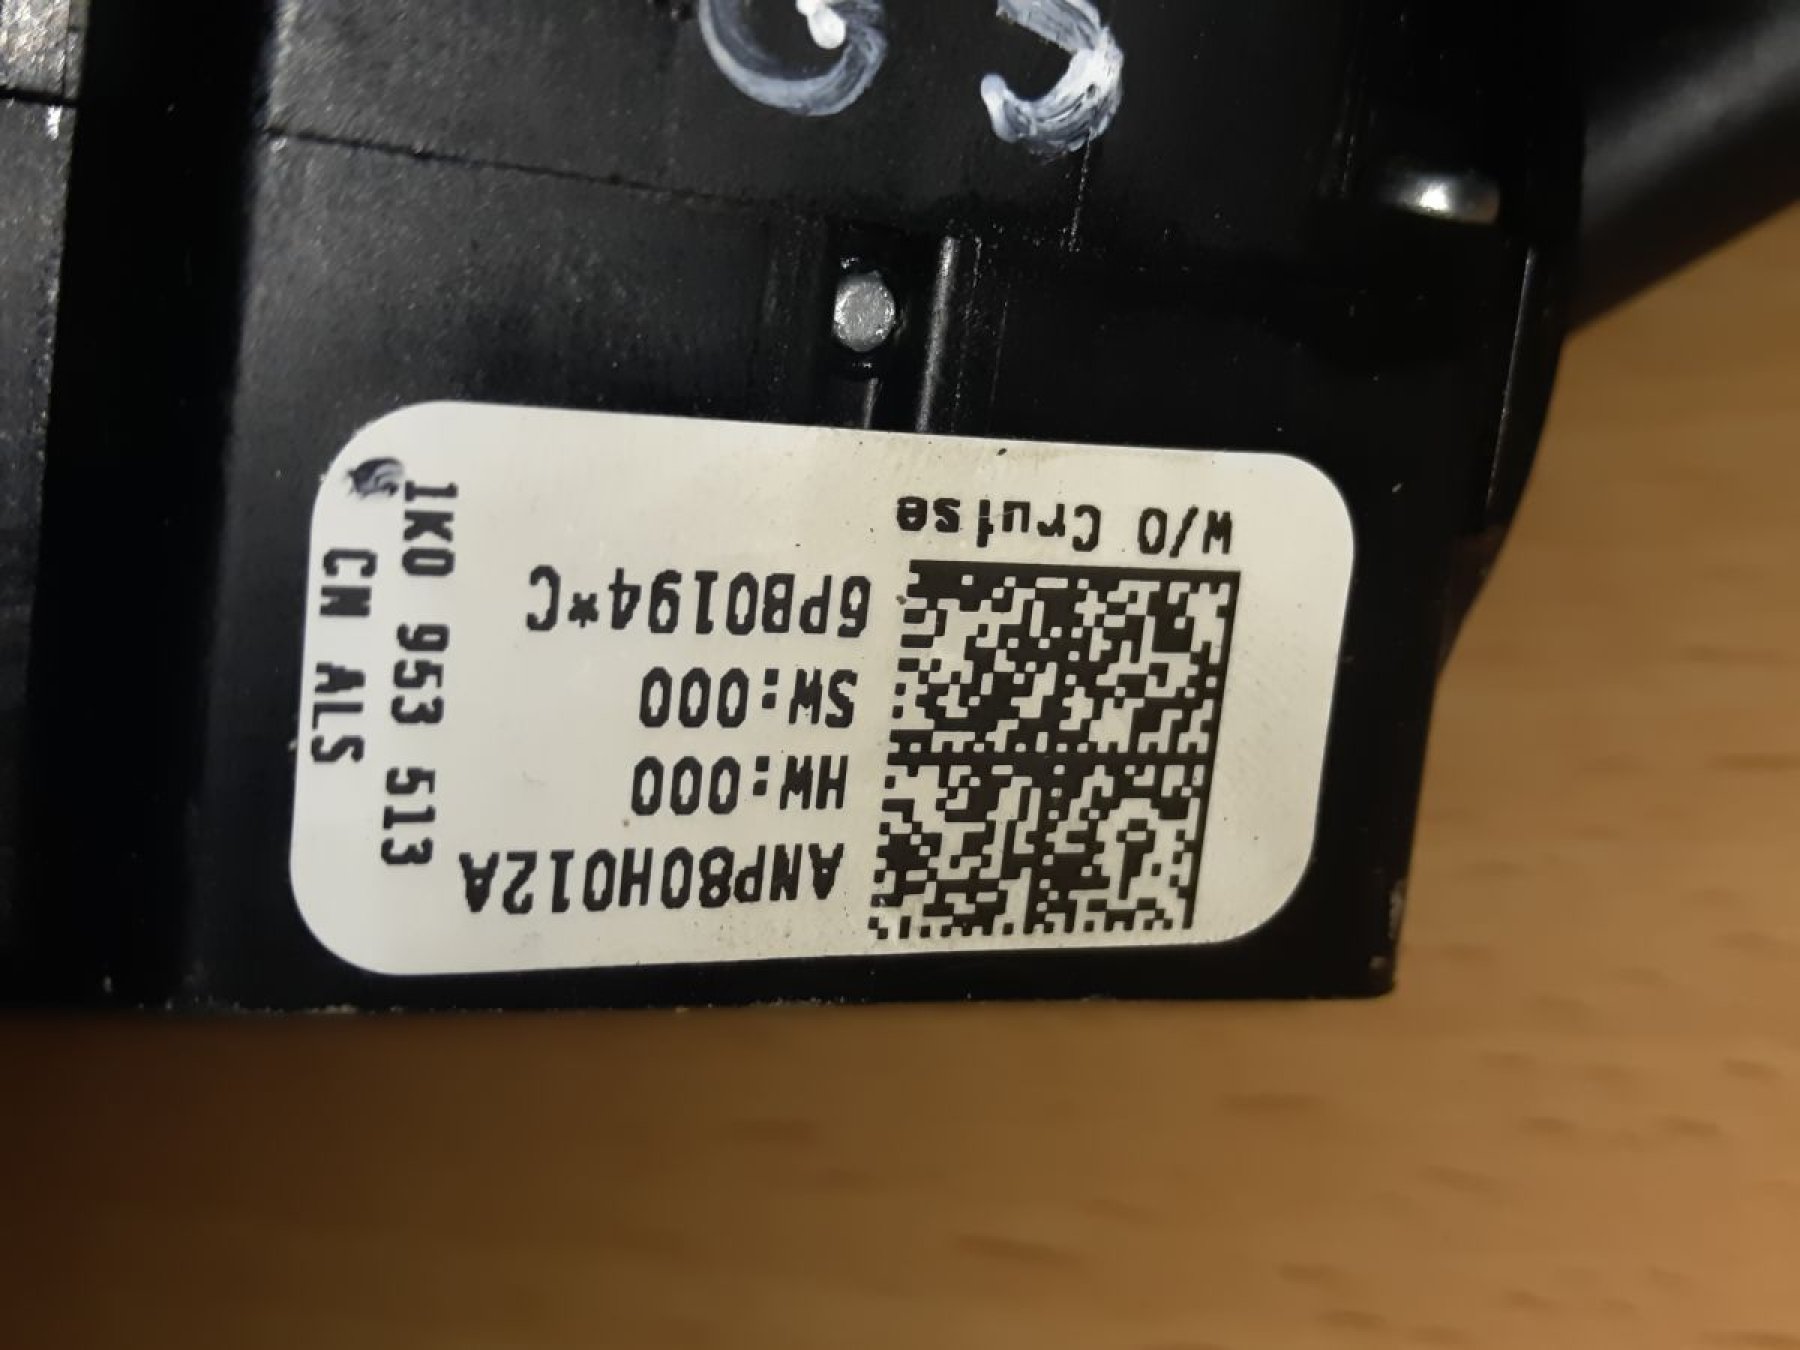 ANP80H012A
HW:000
SW:000
6PB0194*C
W/O Cruise
1K0 953 513
CN ALS